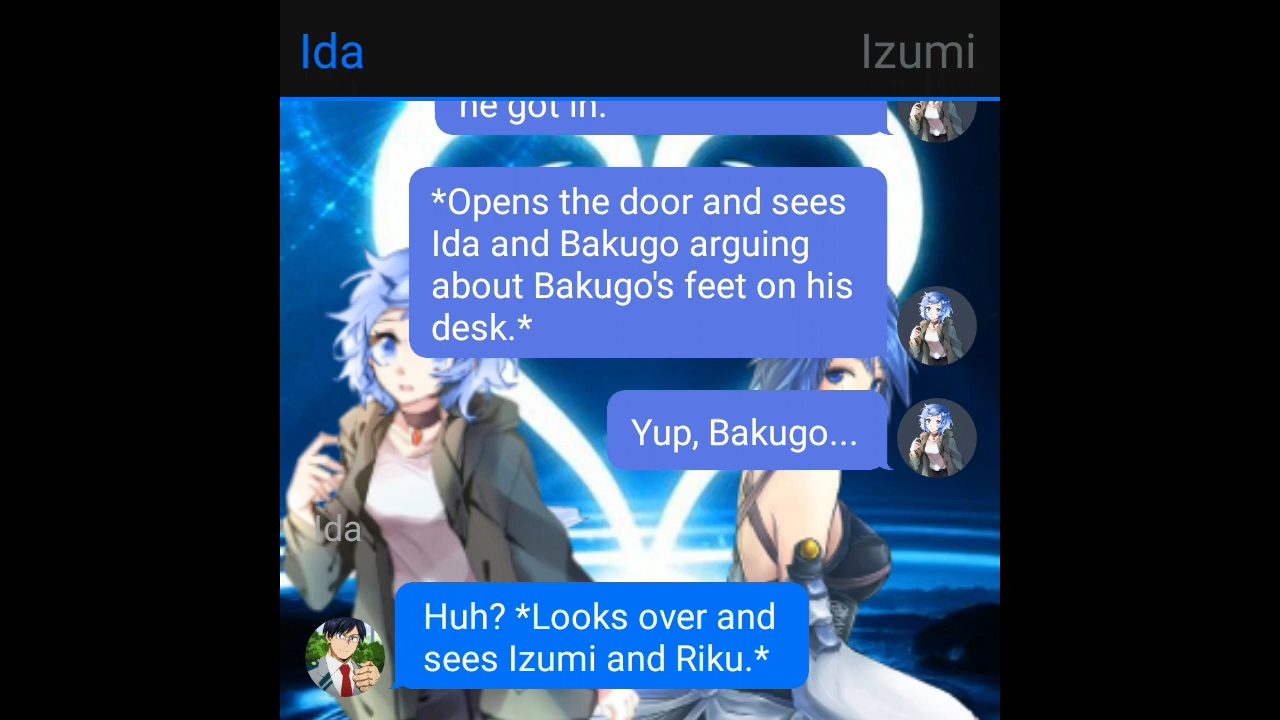 Ida
Izumi
he got in.
*Opens the door and sees
Ida and Bakugo arguing
about Bakugo's feet on his
desk.*
Yup, Bakugo...
Ida
Huh? *Looks over and
sees Izumi and Riku.*